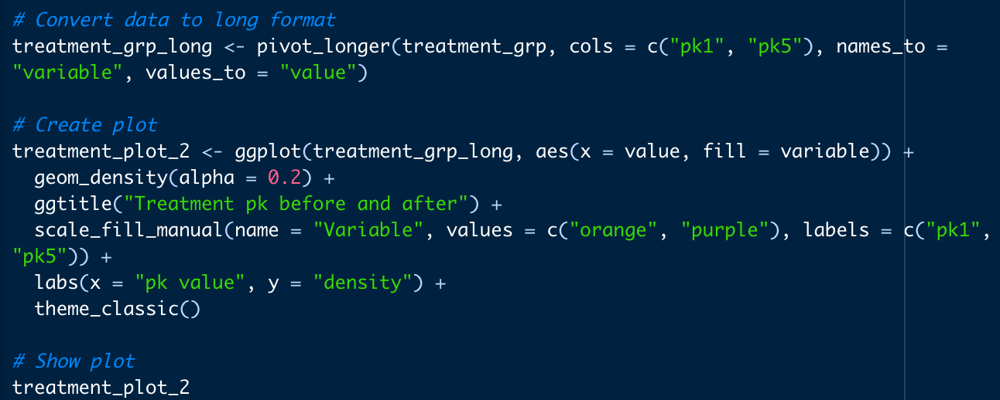 # Convert data to long format
treatment_grp_long <- pivot_longer(treatment_grp, cols = c("pk1", "pk5"), names_to =
"variable", values_to = "value")
# Create plot
treatment_plot_2 <- ggplot(treatment_grp_long, aes(x = value, fill = variable)) +
  geom_density(alpha = 0.2) +
  ggtitle("Treatment pk before and after") +
  scale_fill_manual(name = "Variable", values = c("orange", "purple"), labels = c("pk1",
"pk5")) +
  labs(x = "pk value", y = "density") +
  theme_classic()
# Show plot
treatment_plot_2